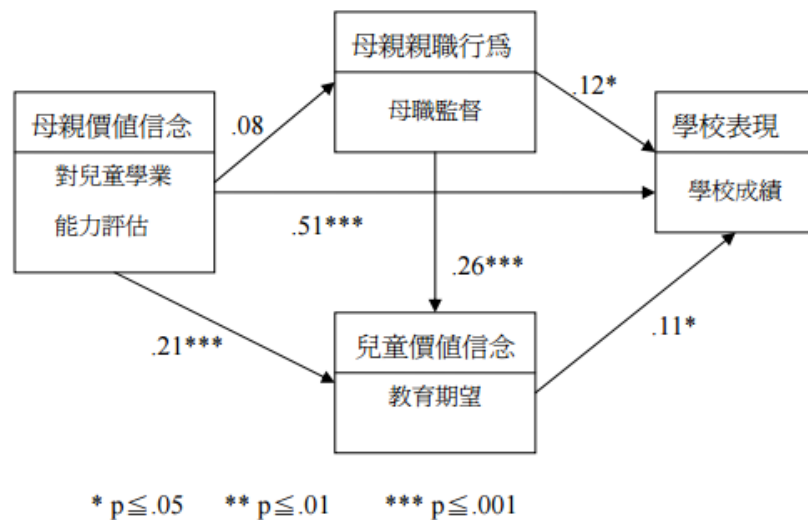 母親親職行為
母職監督
.12*
母親價值信念
對兒童學業
能力評估
.08
學校表現
學校成績
.51***
.26***
.21***
兒童價值信念
教育期望
.11*
* p≦.05 ** p≦.01 *** p≦.001